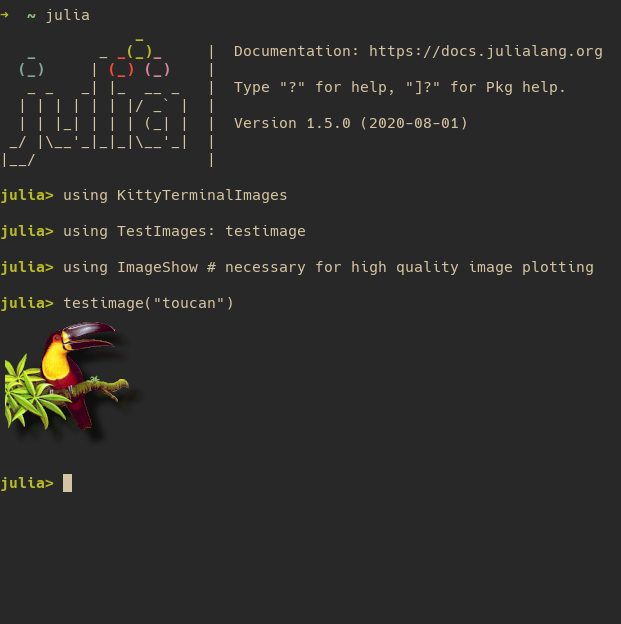 ➜  ~ julia
               _
   _       _ _(_)_     |  Documentation: https://docs.julialang.org
  (_)     | (_) (_)    |
   _ _   _| |_  __ _   |  Type "?" for help, "]?" for Pkg help.
  | | | | | | |/ _` |  |
  | | |_| | | | (_| |  |  Version 1.5.0 (2020-08-01)
 _/ |\__'_|_|_|\__'_|  |
|__/                   |
julia> using KittyTerminalImages
julia> using TestImages: testimage
julia> using ImageShow # necessary for high quality image plotting
julia> testimage("toucan")
julia>